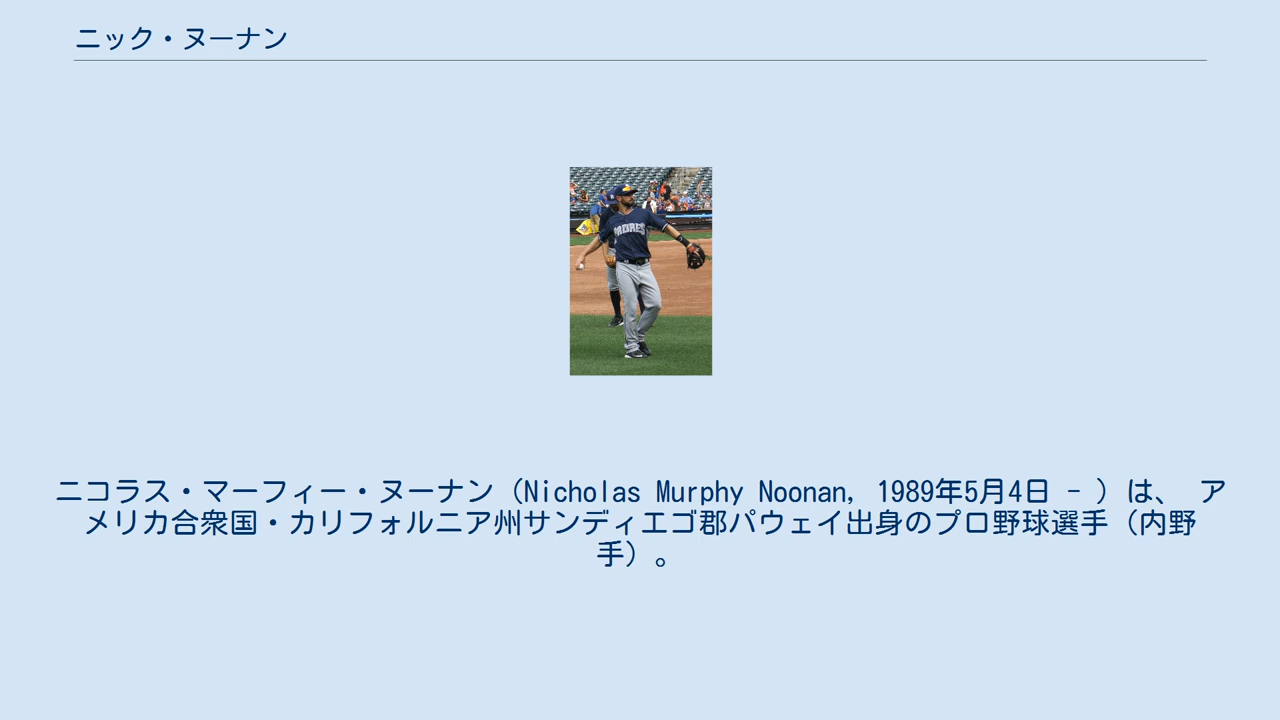 ニック・ヌーナン
PADRES
ニコラス・マーフィー・ヌーナン（Nicholas Murphy Noonan, 1989年5月4日 - ）は、 ア
メリカ合衆国・カリフォルニア州サンディエゴ郡パウェイ出身のプロ野球選手（内野
手）。